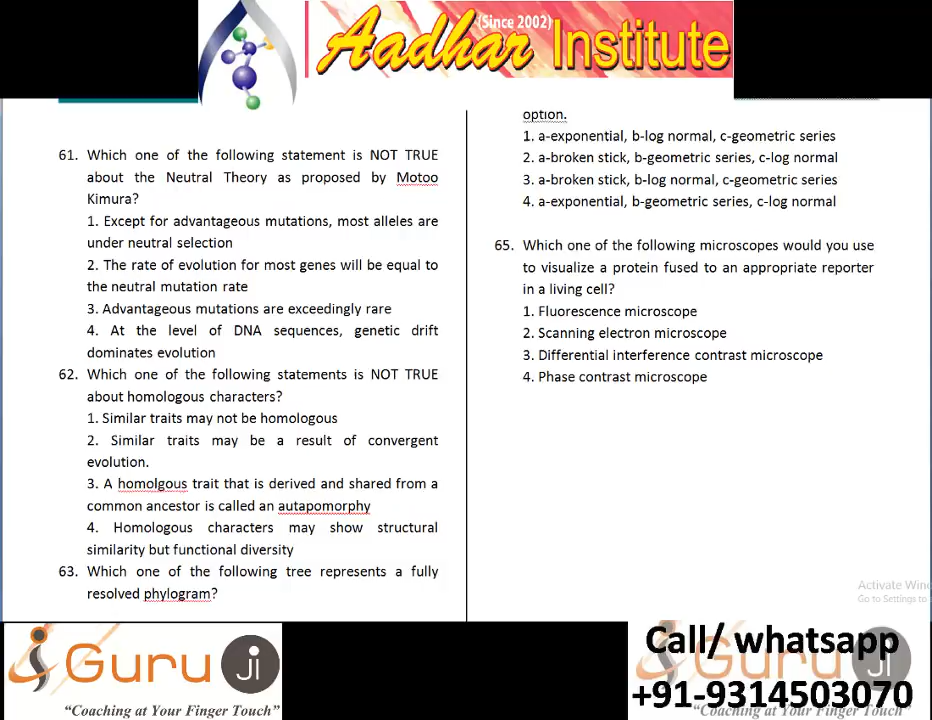 (Since 2002)
Aadhar Institute
61. Which one of the following statement is NOT TRUE
about the Neutral Theory as proposed by Motoo
Kimura?
1. Except for advantageous mutations, most alleles are
under neutral selection
2. The rate of evolution for most genes will be equal to
the neutral mutation rate
3. Advantageous mutations are exceedingly rare
4. At the level of DNA sequences, genetic drift
dominates evolution
62. Which one of the following statements is NOT TRUE
about homologous characters?
1. Similar traits may not be homologous
2. Similar traits may be a result of convergent
evolution.
3. A homolgous trait that is derived and shared from a
common ancestor is called an autapomorphy
4. Homologous characters may show structural
similarity but functional diversity
63. Which one of the following tree represents a fully
resolved phylogram?
option.
1. a-exponential, b-log normal, c-geometric series
2. a-broken stick, b-geometric series, c-log normal
3. a-broken stick, b-log normal, c-geometric series
4. a-exponential, b-geometric series, c-log normal
65. Which one of the following microscopes would you use
to visualize a protein fused to an appropriate reporter
in a living cell?
1. Fluorescence microscope
2. Scanning electron microscope
3. Differential interference contrast microscope
4. Phase contrast microscope
Activate Win
Go to Settings to
iGuru Ji
"Coaching at Your Finger Touch"
Call/ whatsapp
+91-9314503070
"Coaching at Your Finger Touch"